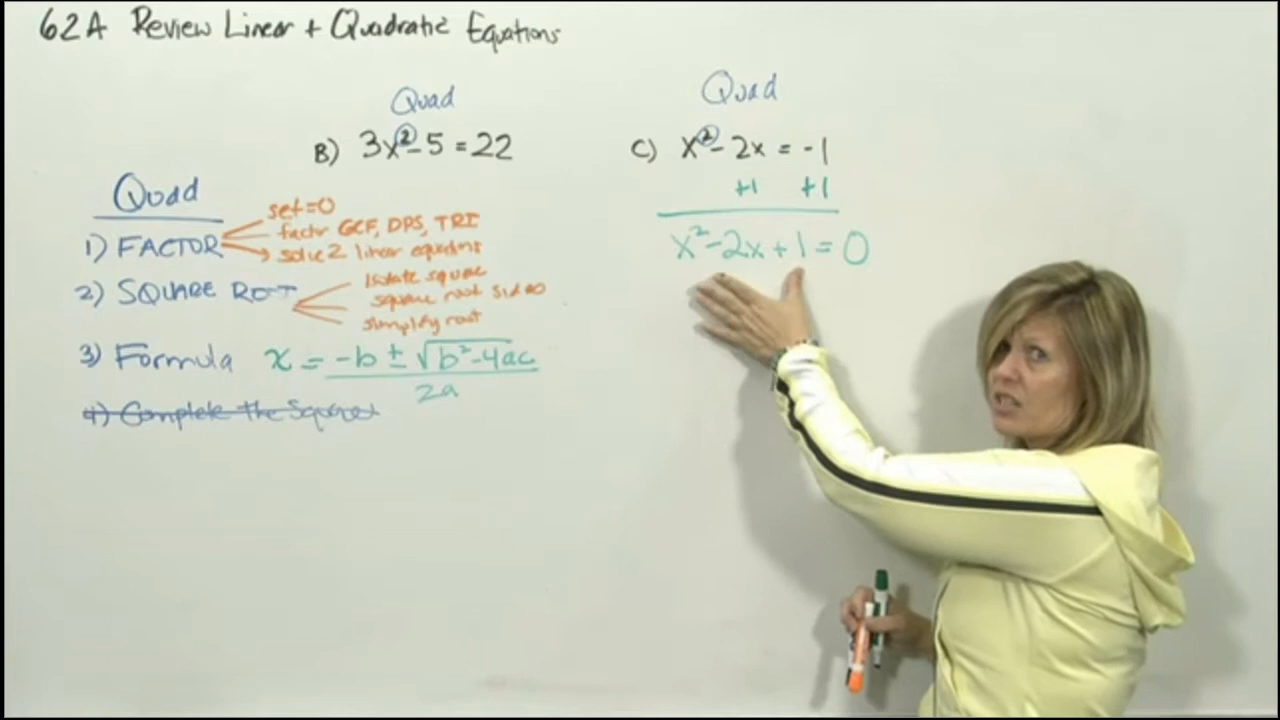 62A Review Linear + Quadratic Equations
Quad
B) 3x²-5 = 22
Quad
1) FACTOR
set=0
factor GCF, DPS, TRI
solve 2 linear equations
2) SQUARE ROOT
Isolate square
square root sides
simplify root
3) Formula x = -b ± √b²-4ac / 2a
4) Complete the Square
Quad
C) x²- 2x = -1
+1 +1
x²-2x+1=0